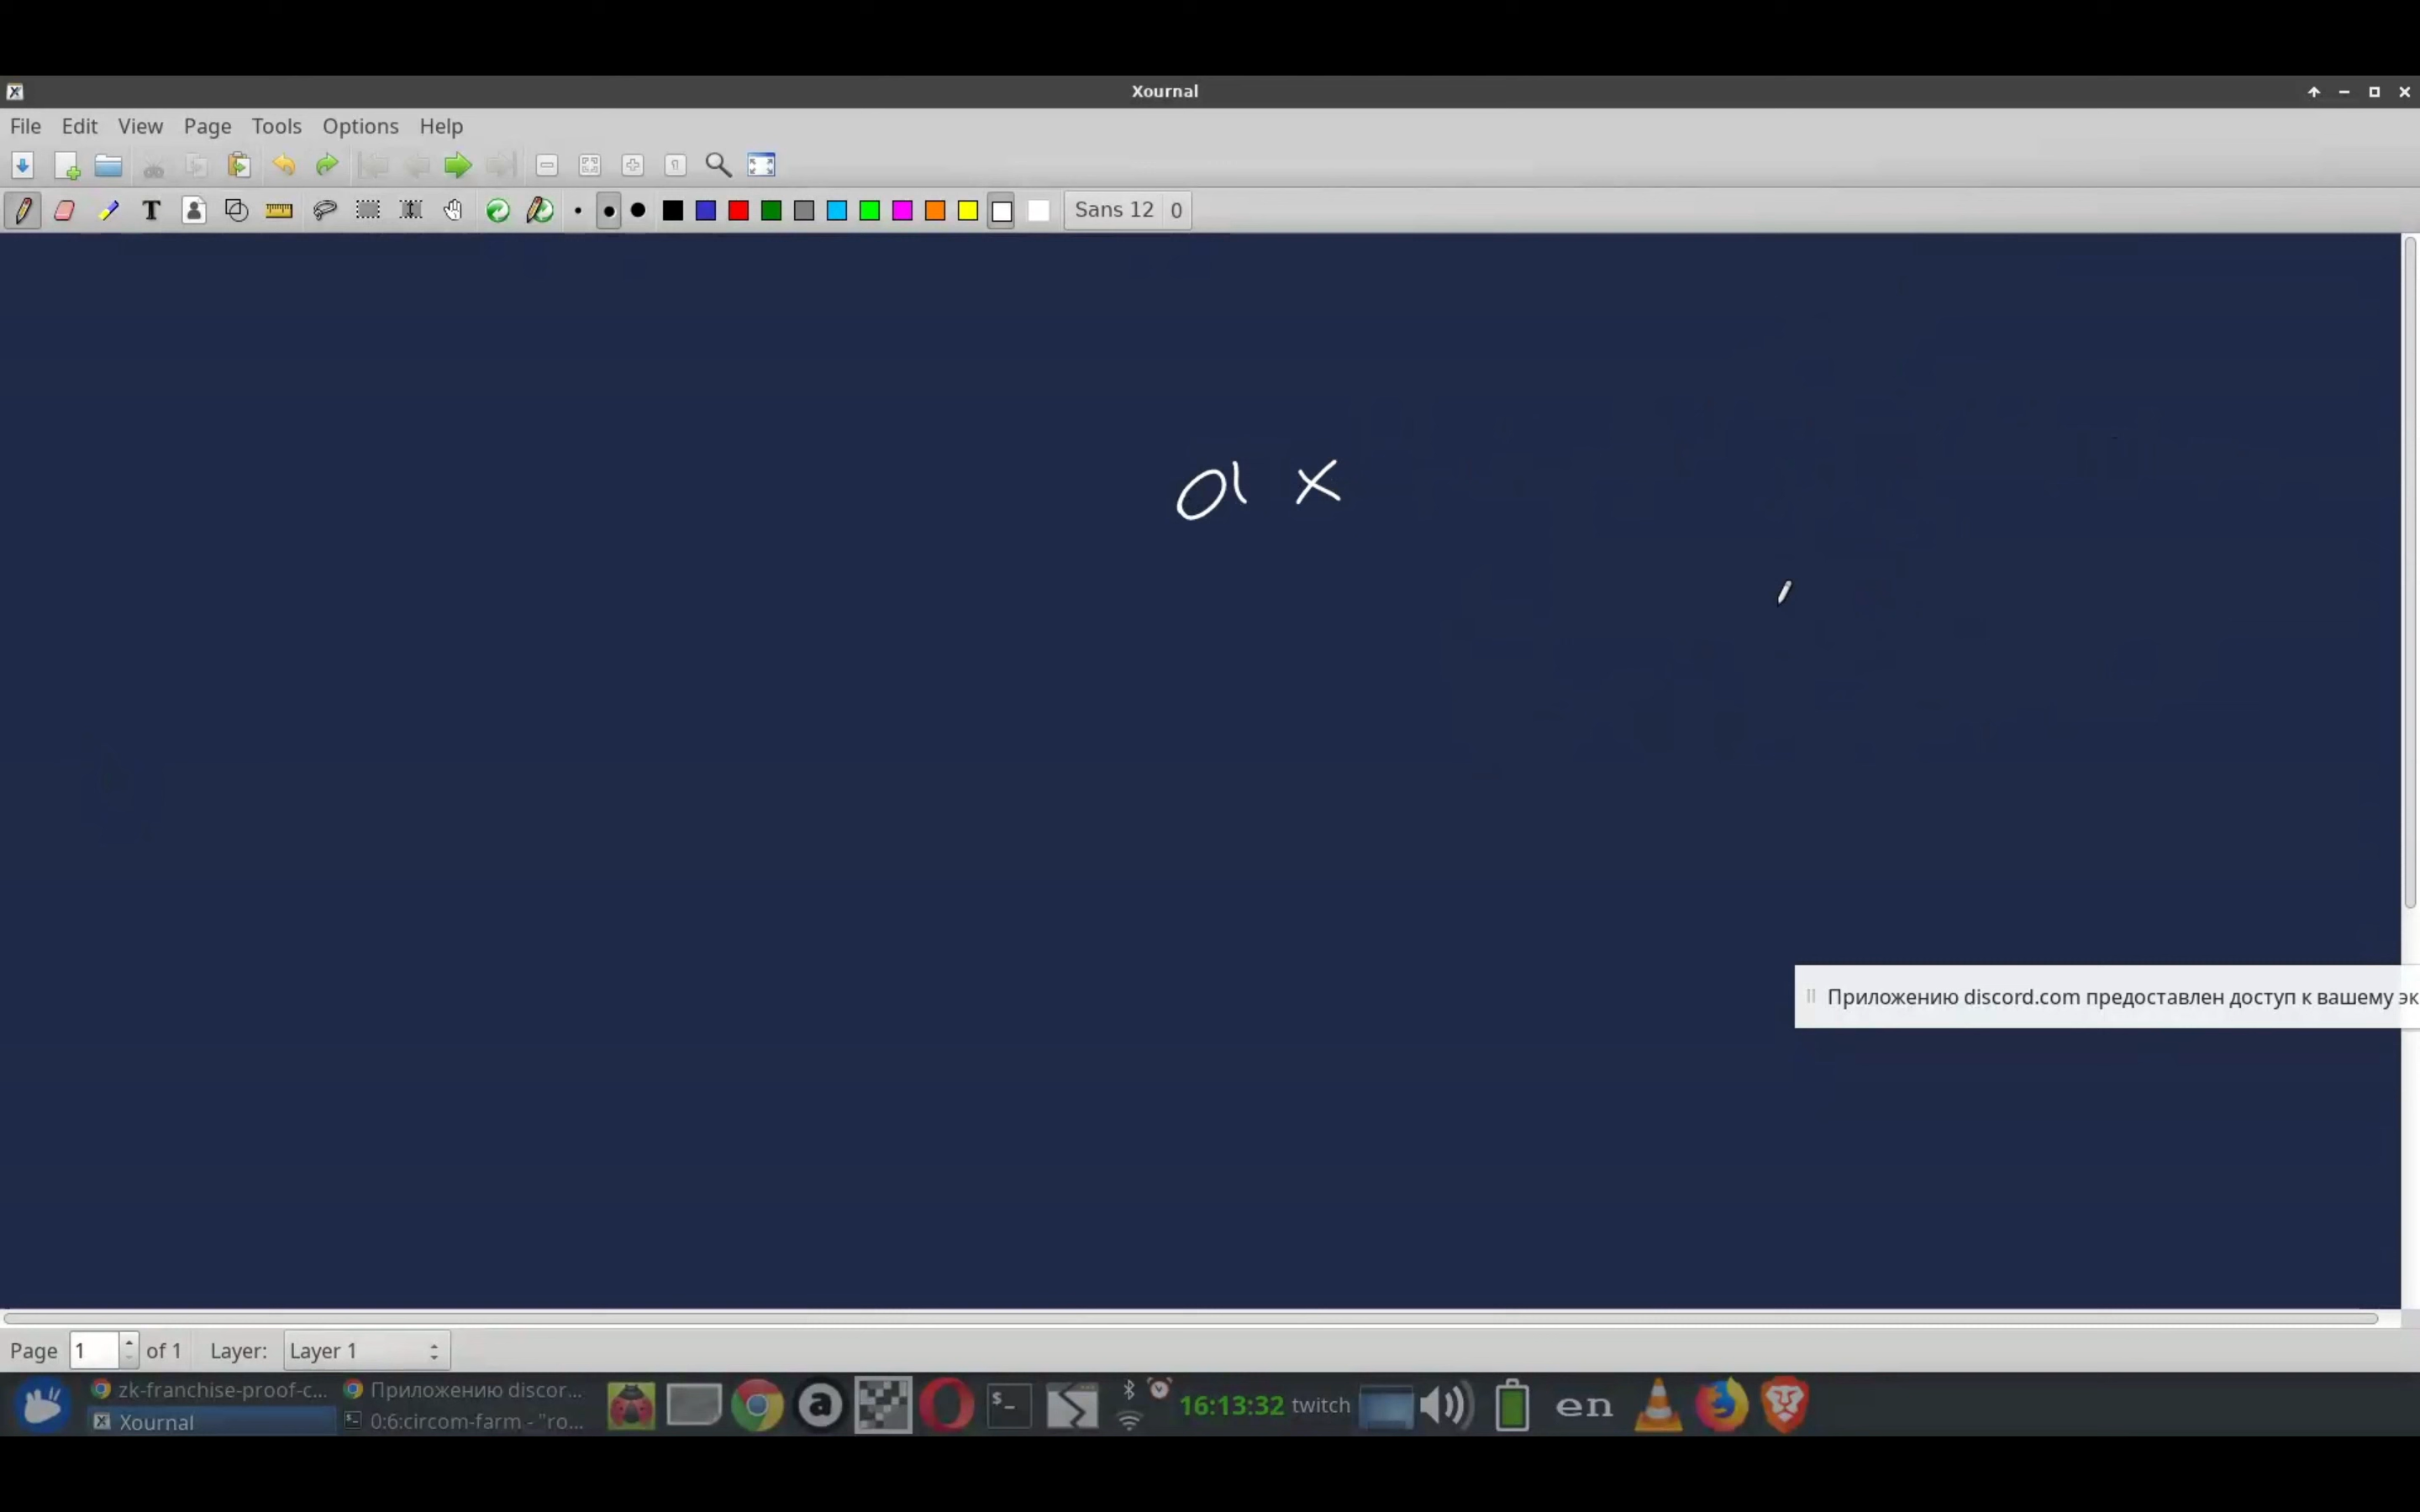 Xournal
File Edit View Page Tools Options Help
T Sans 12 0
a x
Приложению discord.com предоставлен доступ к вашему эк
Page 1 of 1 Layer: Layer 1
zk-franchise-proof-c... Приложению discor...
Xournal 0:6:circom-farm - "ro...
16:13:32 twitch en